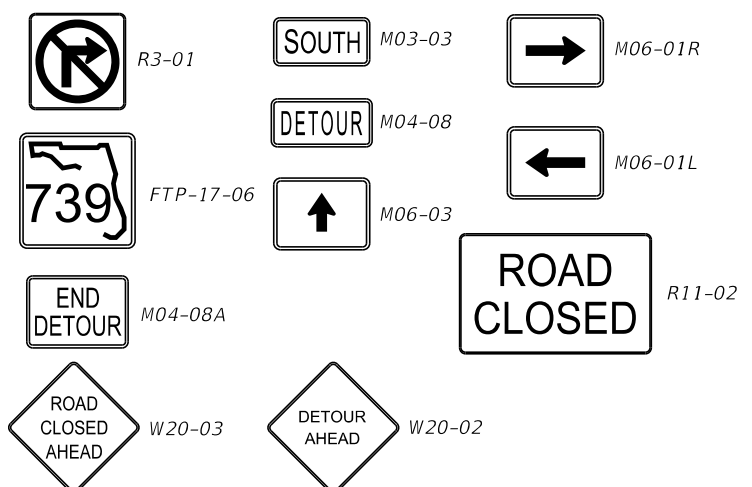 R3-01
SOUTH
M03-03
M06-01R
DETOUR
M04-08
M06-01L
739
FTP-17-06
M06-03
ROAD
CLOSED
R11-02
END
DETOUR
M04-08A
ROAD
CLOSED
AHEAD
W20-03
DETOUR
AHEAD
W20-02